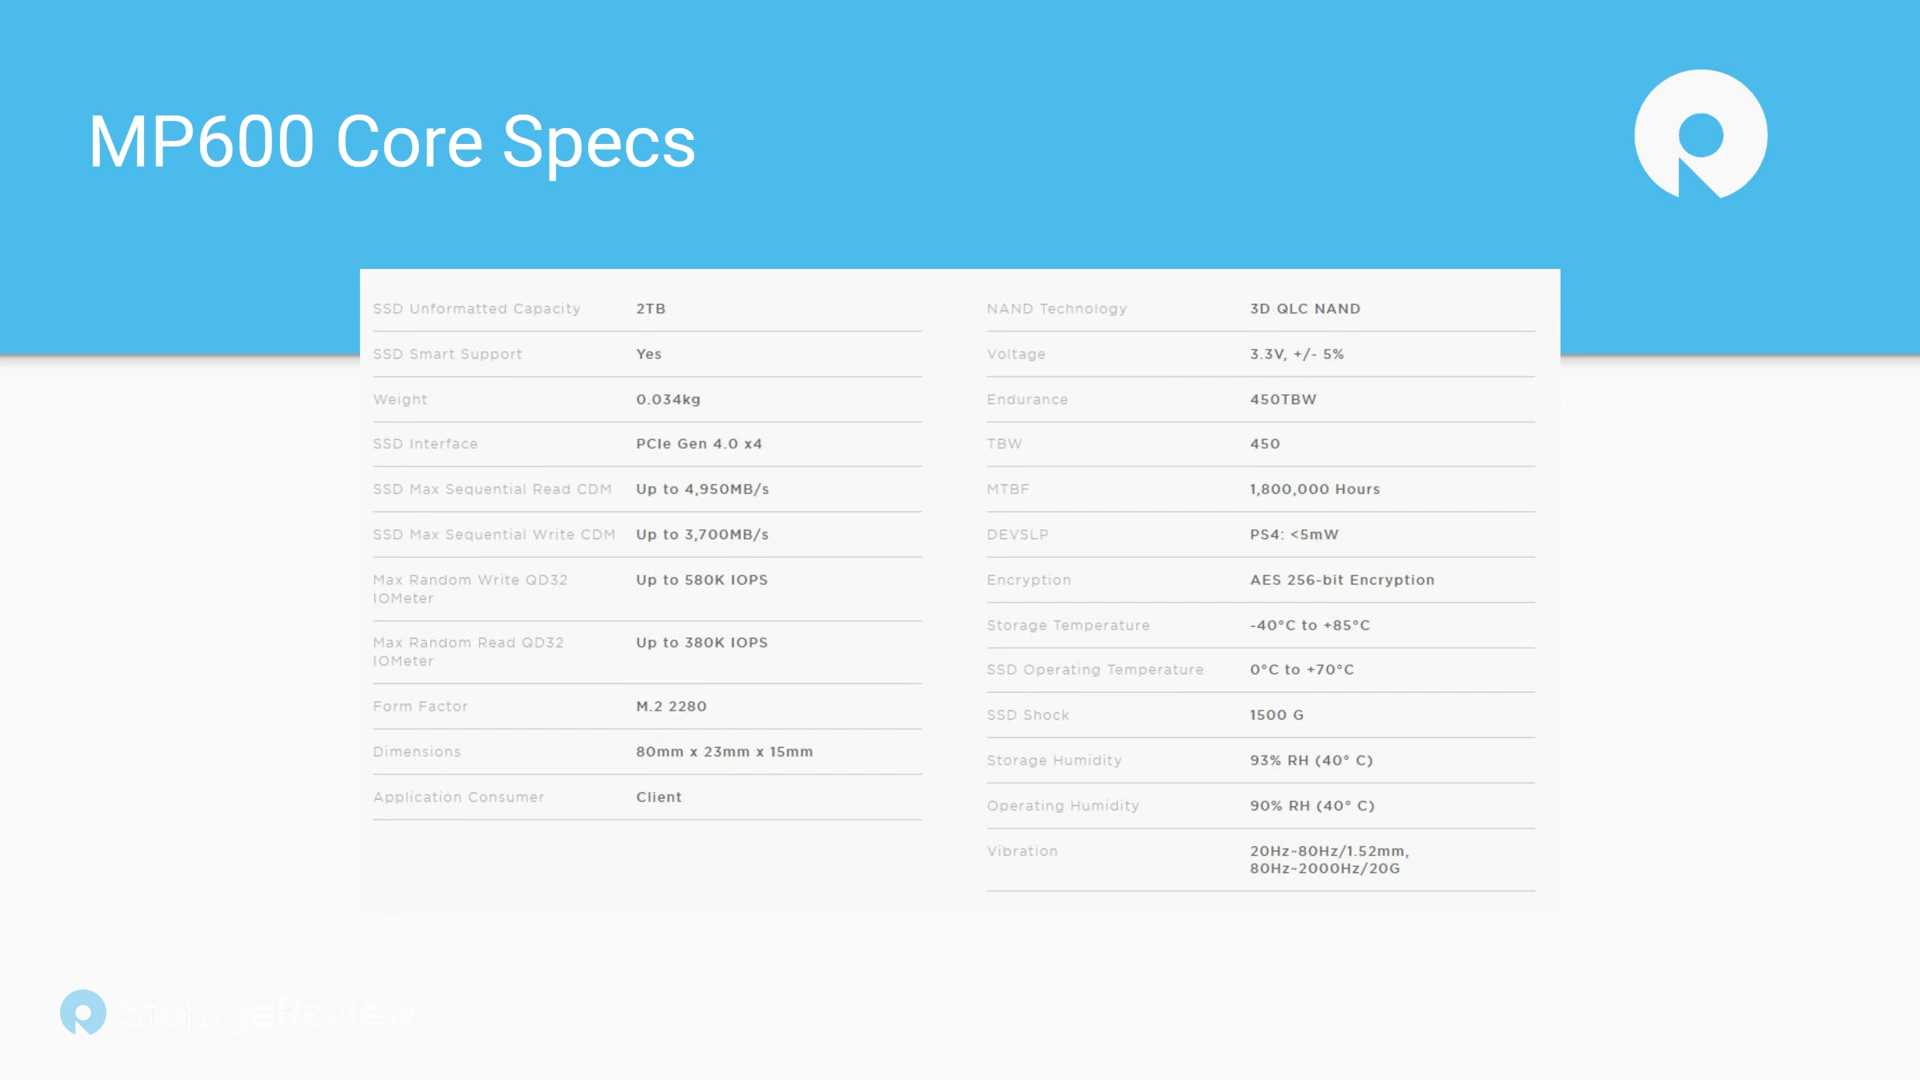 MP600 Core Specs
SSD Unformatted Capacity 2TB
SSD Smart Support Yes
Weight 0.034kg
SSD Interface PCIe Gen 4.0 x4
SSD Max Sequential Read CDM Up to 4,950MB/s
SSD Max Sequential Write CDM Up to 3,700MB/s
Max Random Write QD32 Up to 580K IOPS
IOMeter
Max Random Read QD32 Up to 380K IOPS
IOMeter
Form Factor M.2 2280
Dimensions 80mm x 23mm x 15mm
Application Consumer Client
NAND Technology 3D QLC NAND
Voltage 3.3V, +/- 5%
Endurance 450TBW
TBW 450
MTBF 1,800,000 Hours
DEVSLP PS4: <5mW
Encryption AES 256-bit Encryption
Storage Temperature -40°C to +85°C
SSD Operating Temperature 0°C to +70°C
SSD Shock 1500 G
Storage Humidity 93% RH (40° C)
Operating Humidity 90% RH (40° C)
Vibration 20Hz~80Hz/1.52mm,
80Hz~2000Hz/20G
StorageReview